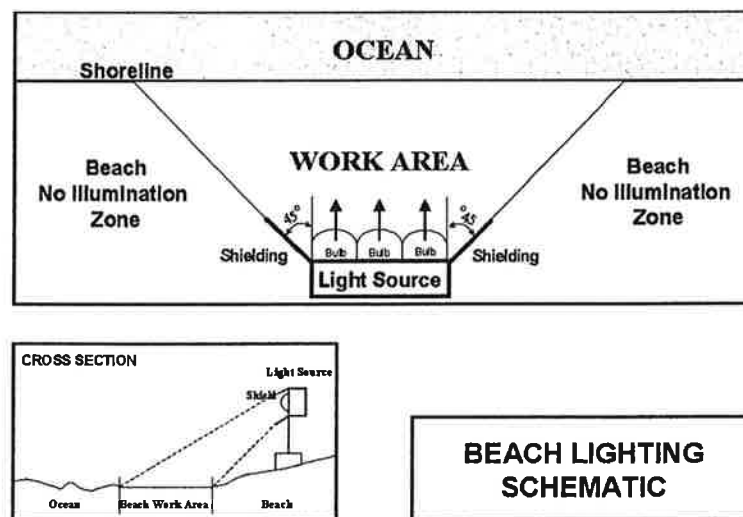 OCEAN
Shoreline
Beach
No Illumination
Zone
WORK AREA
Beach
No Illumination
Zone
45°
°45
Shielding
Bulb
Bulb
Bulb
Shielding
Light Source
CROSS SECTION
Light Source
Shield
Ocean
Beach Work Area
Beach
BEACH LIGHTING
SCHEMATIC